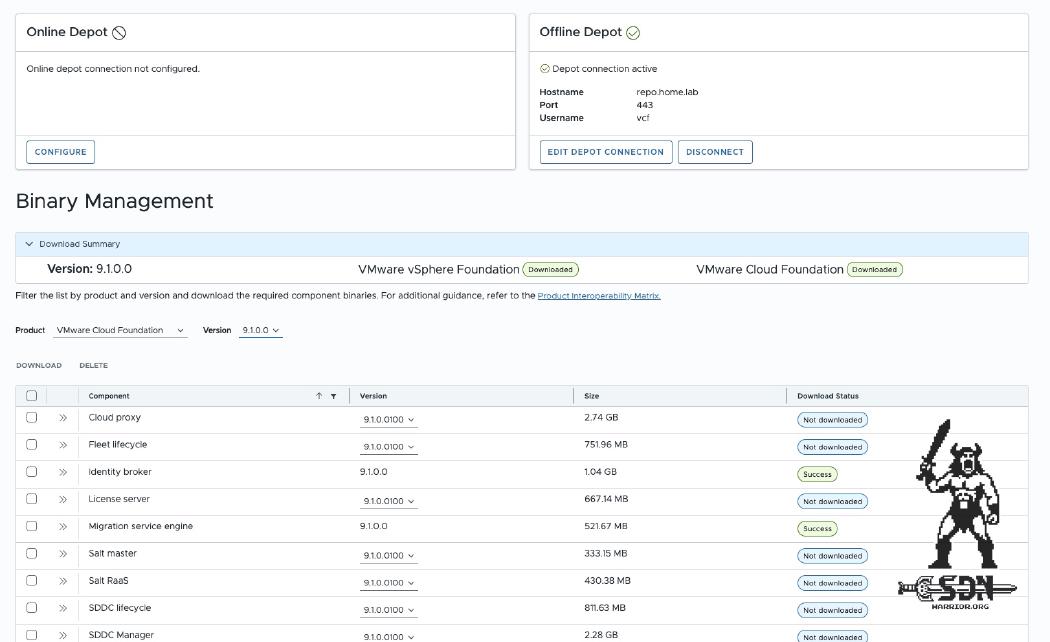 Online Depot
Offline Depot
Online depot connection not configured.
Depot connection active
Hostname repo.home.lab
Port 443
Username vcf
CONFIGURE
EDIT DEPOT CONNECTION DISCONNECT
Binary Management
Download Summary
Version: 9.1.0.0 VMware vSphere Foundation Downloaded VMware Cloud Foundation Downloaded
Filter the list by product and version and download the required component binaries. For additional guidance, refer to the Product Interoperability Matrix.
Product VMware Cloud Foundation Version 9.1.0.0
DOWNLOAD DELETE
Component Version Size Download Status
Cloud proxy 9.1.0.0100 2.74 GB Not downloaded
Fleet lifecycle 9.1.0.0100 751.96 MB Not downloaded
Identity broker 9.1.0.0 1.04 GB Success
License server 9.1.0.0100 667.14 MB Not downloaded
Migration service engine 9.1.0.0 521.67 MB Success
Salt master 9.1.0.0100 333.15 MB Not downloaded
Salt RaaS 9.1.0.0100 430.38 MB Not downloaded
SDDC lifecycle 9.1.0.0100 811.63 MB Not downloaded
SDDC Manager 9.1.0.0100 2.28 GB Not downloaded
SDN
WARRIOR.ORG